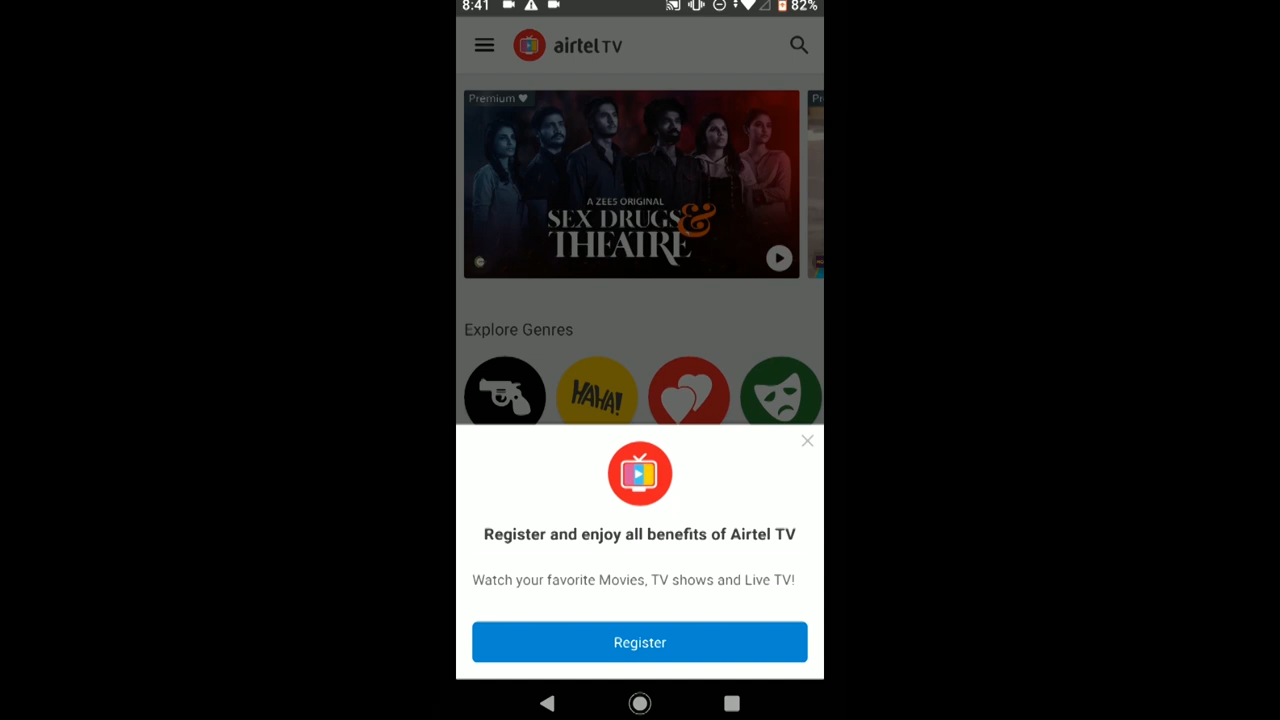 8:41
82%
airtel TV
Premium
Pr
A ZEE5 ORIGINAL
SEX DRUGS &
THEATRE
Explore Genres
HAHA!
Register and enjoy all benefits of Airtel TV
Watch your favorite Movies, TV shows and Live TV!
Register